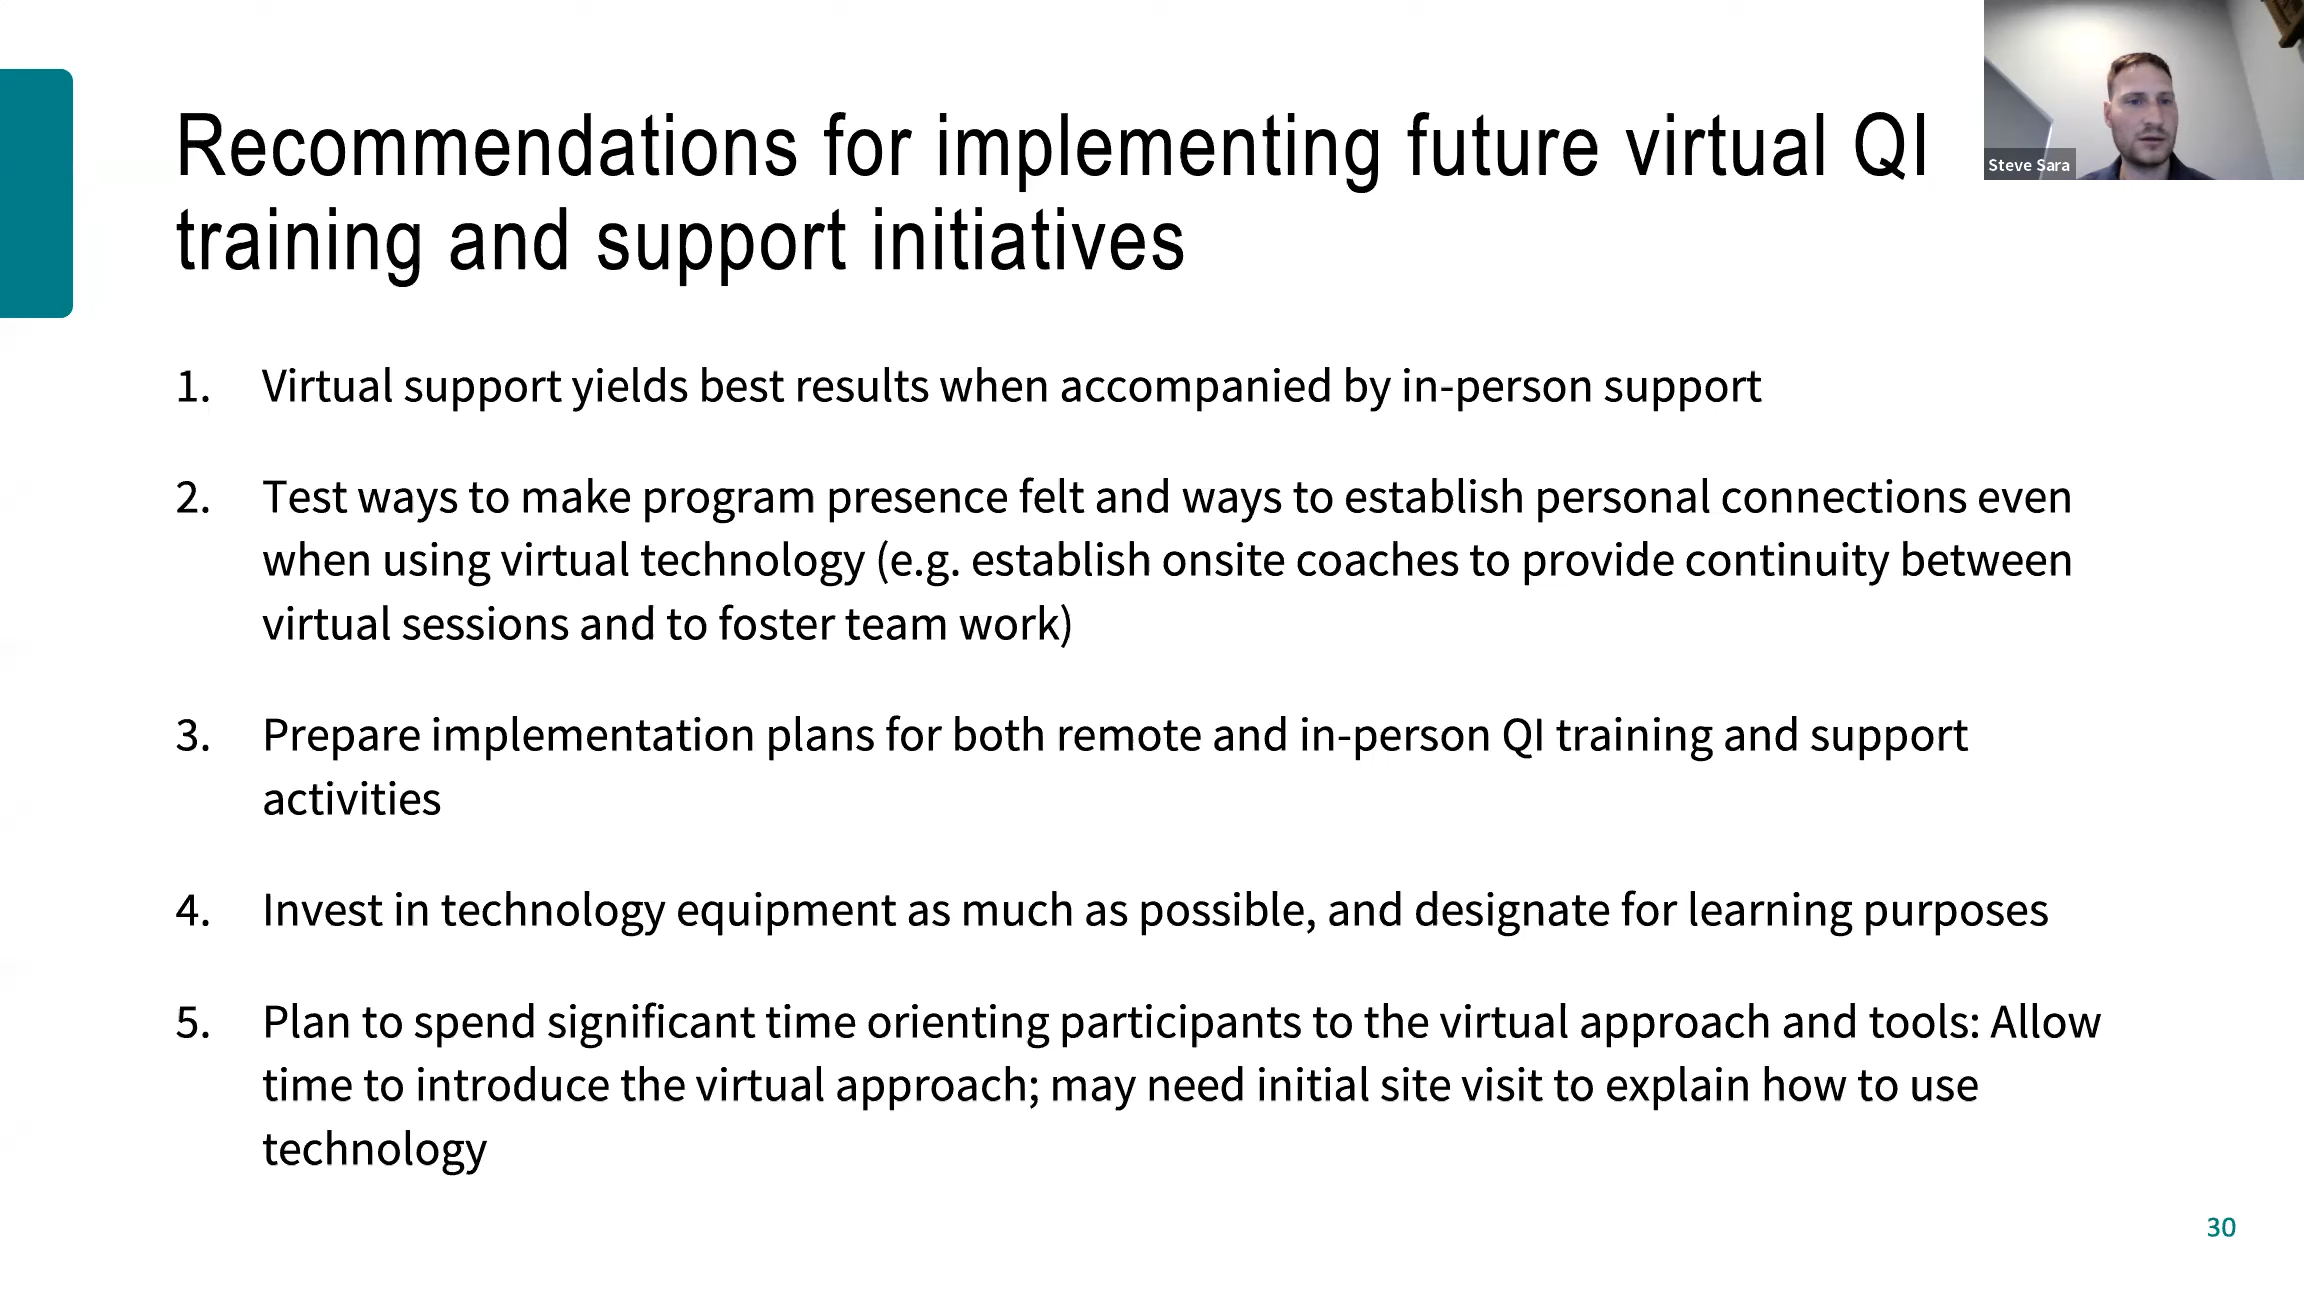 Recommendations for implementing future virtual QI
training and support initiatives
Steve Sara
1. Virtual support yields best results when accompanied by in-person support
2. Test ways to make program presence felt and ways to establish personal connections even
when using virtual technology (e.g. establish onsite coaches to provide continuity between
virtual sessions and to foster team work)
3. Prepare implementation plans for both remote and in-person QI training and support
activities
4. Invest in technology equipment as much as possible, and designate for learning purposes
5. Plan to spend significant time orienting participants to the virtual approach and tools: Allow
time to introduce the virtual approach; may need initial site visit to explain how to use
technology
30